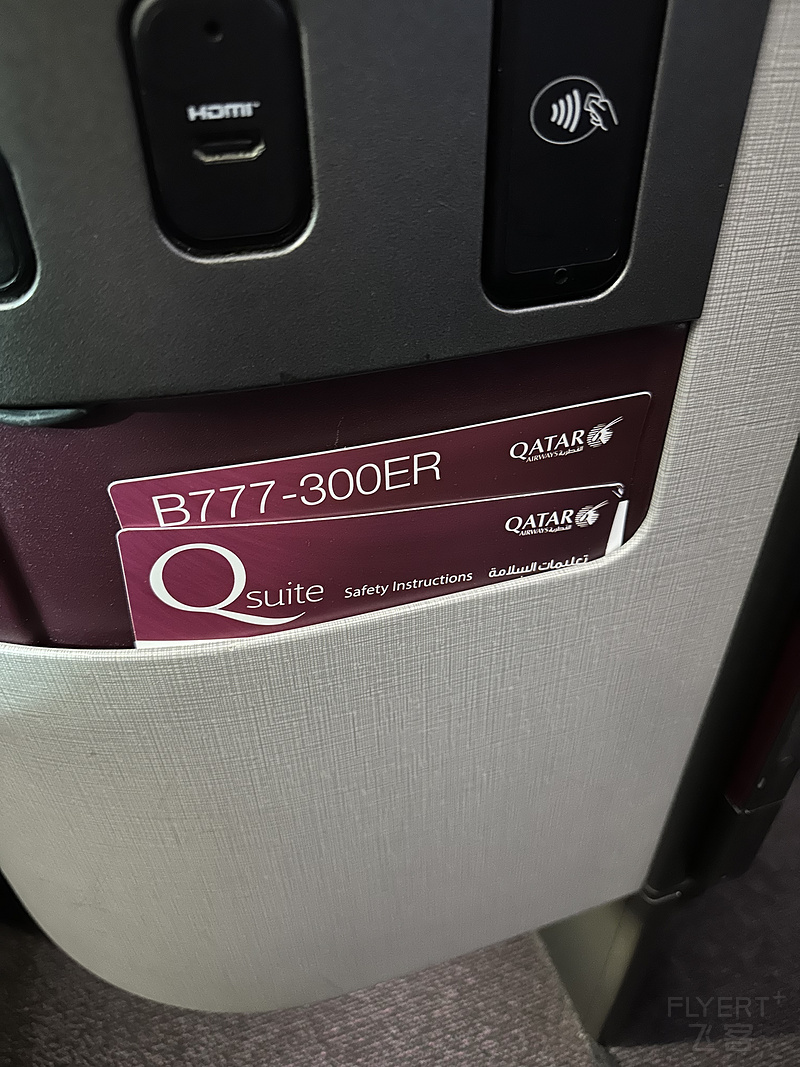 HDMI
QATAR
AIRWAYS القطرية
B777-300ER
QATAR
AIRWAYS القطرية
Qsuite Safety Instructions تعليمات السلامة
FLYERT+
飞客